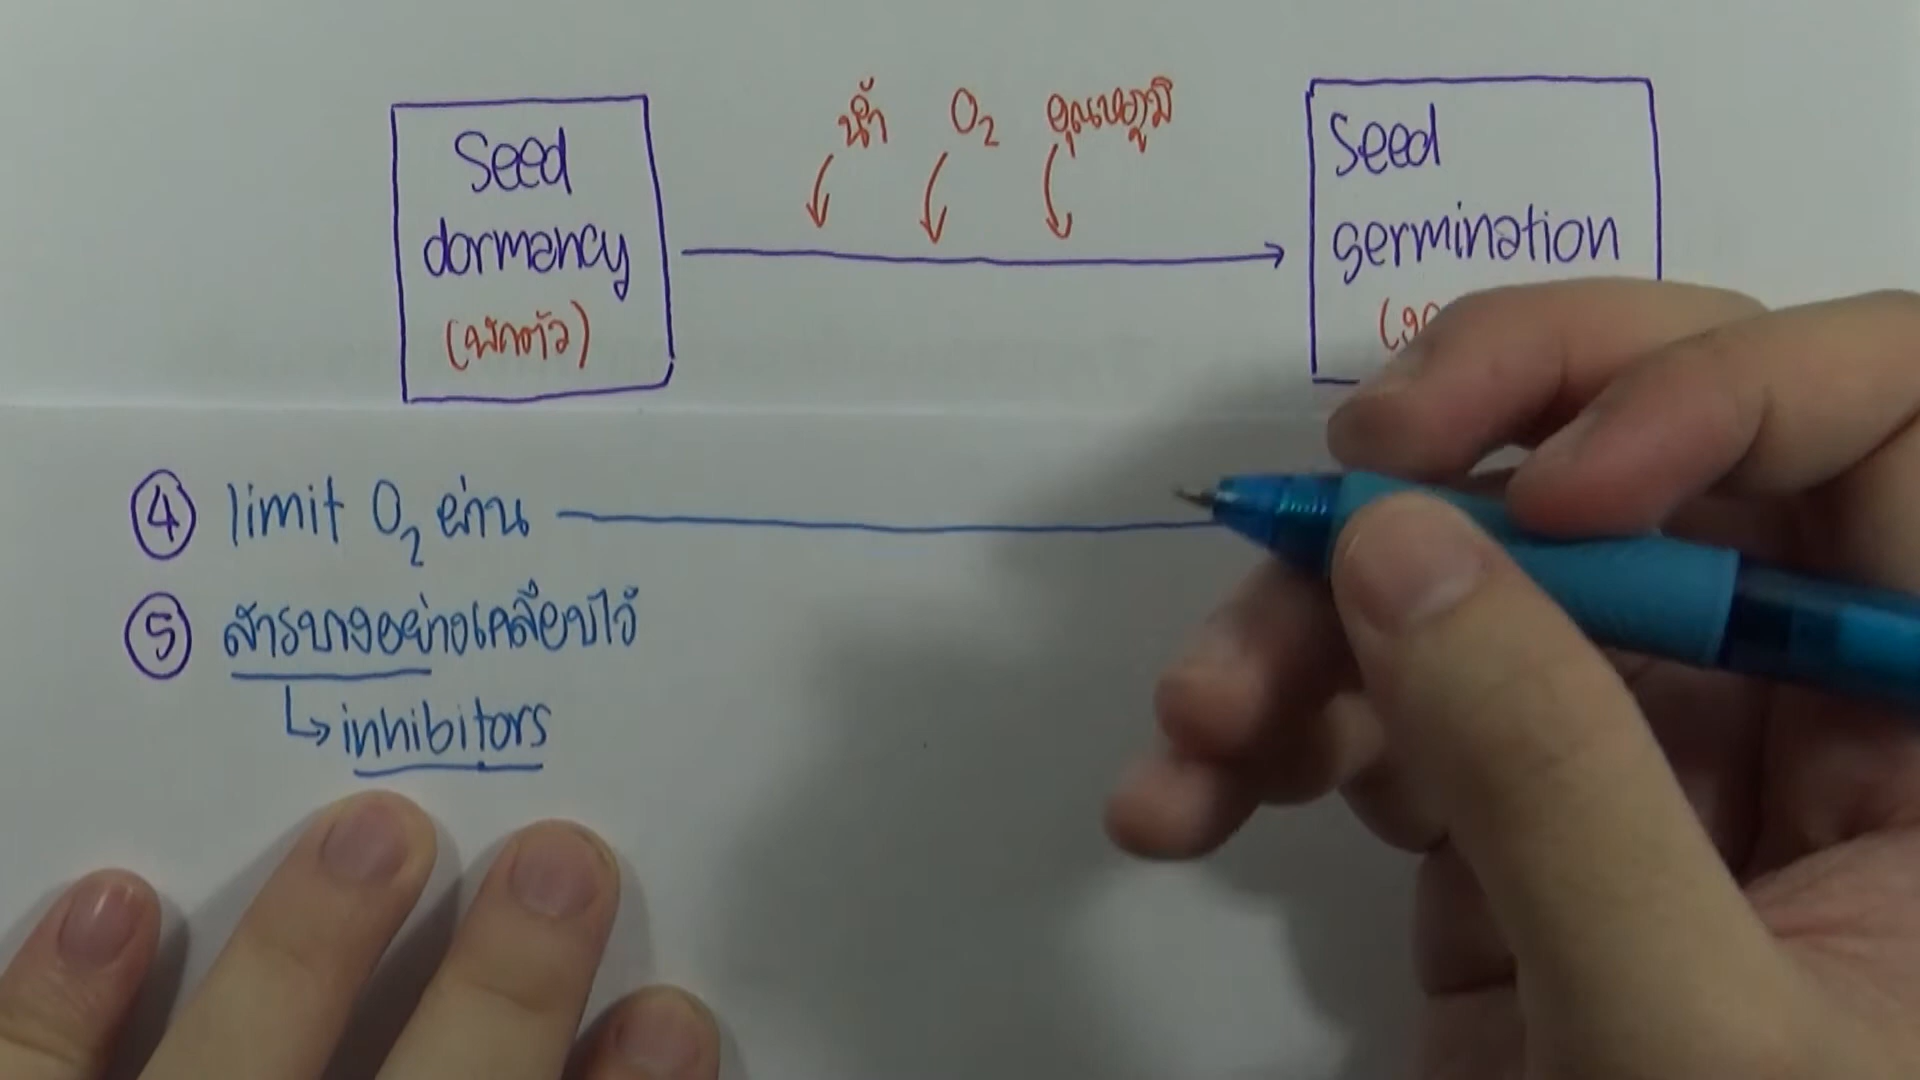 Seed
dormancy
(พักตัว)
น้ำ O₂ อุณหภูมิ
Seed
germination
④ limit O₂ ผ่าน
⑤ สารบางอย่างเคลือบไว้
inhibitors